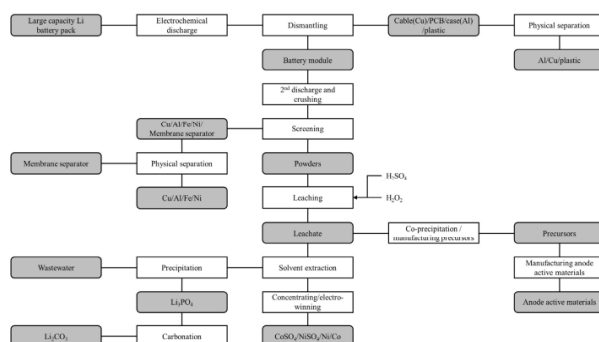 Large capacity Li
battery pack
Electrochemical
discharge
Dismantling
Cable(Cu)/PCB/case(Al)
/plastic
Physical separation
Battery module
Al/Cu/plastic
2nd discharge and
crushing
Cu/Al/Fe/Ni/
Membrane separator
Screening
Membrane separator
Physical separation
Powders
Cu/Al/Fe/Ni
Leaching
H2SO4
H2O2
Leachate
Co-precipitation /
manufacturing precursors
Precursors
Wastewater
Precipitation
Solvent extraction
Manufacturing anode
active materials
Li3PO4
Concentrating/electro-
winning
Anode active materials
Li2CO3
Carbonation
CoSO4/NiSO4/Ni/Co